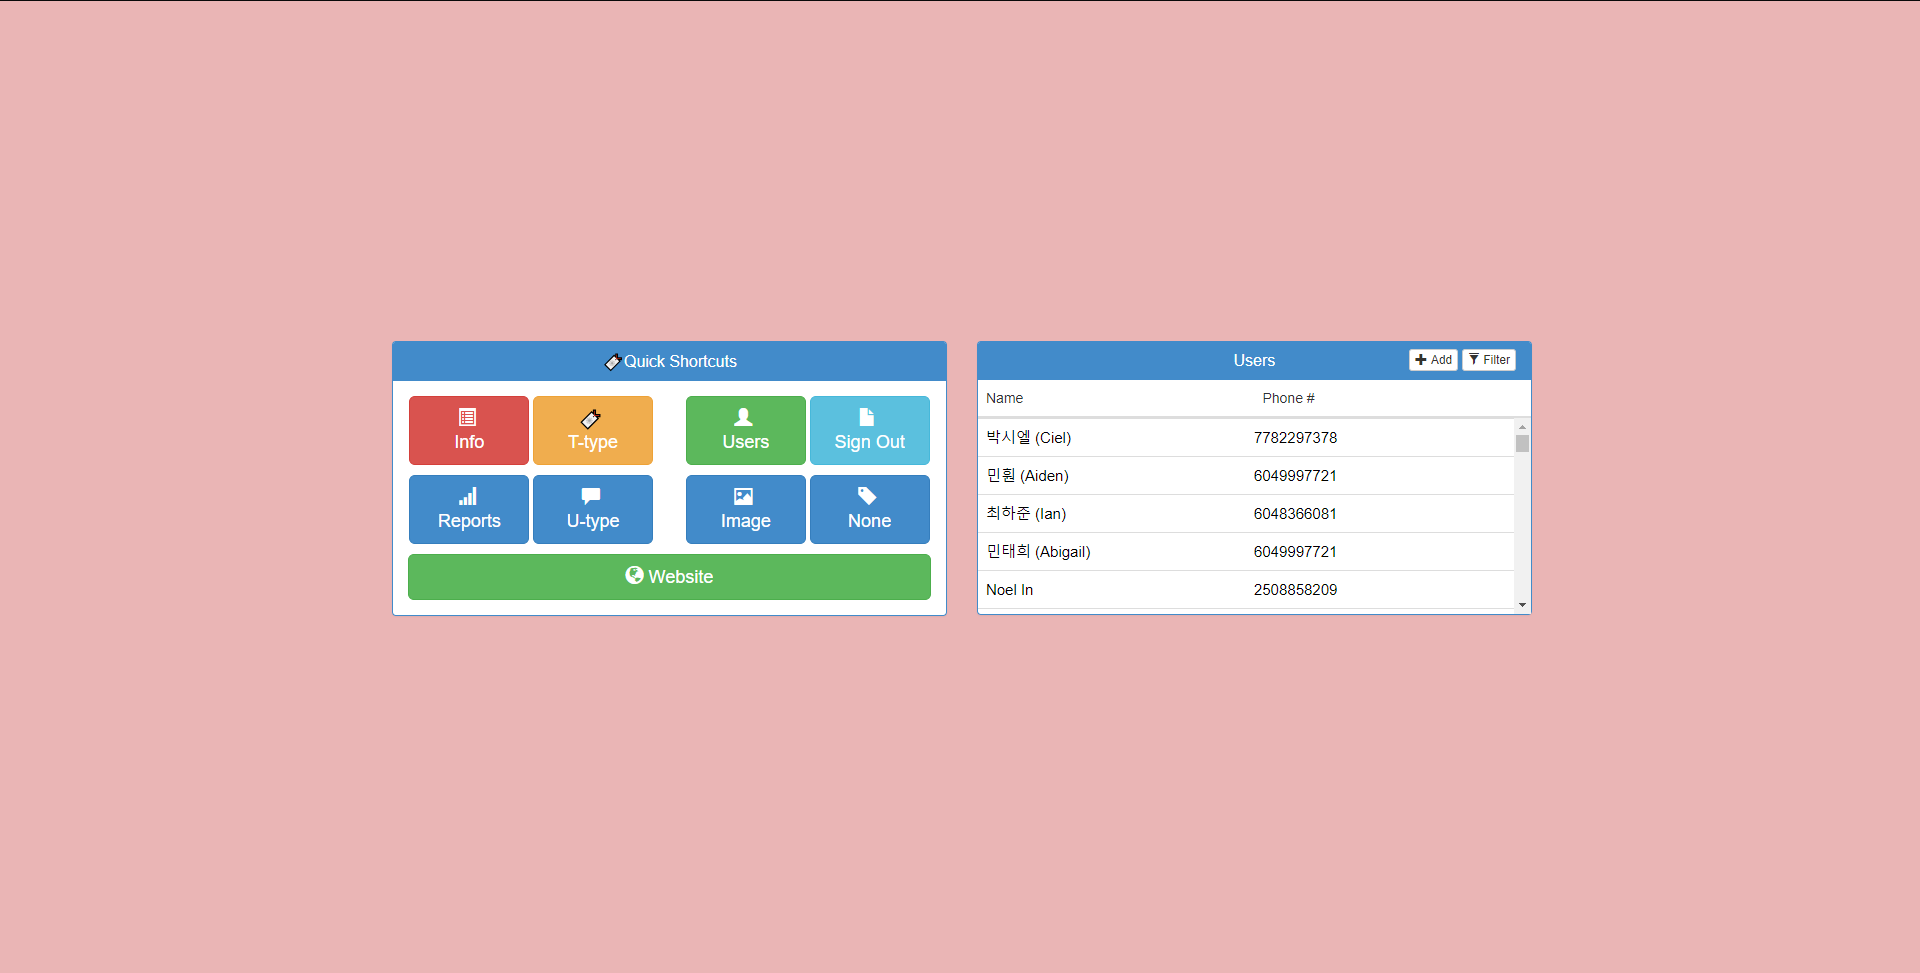 Quick Shortcuts
Info T-type Users Sign Out
Reports U-type Image None
Website
Users Add Filter
Name Phone #
박시엘 (Ciel) 7782297378
민훤 (Aiden) 6049997721
최하준 (Ian) 6048366081
민태희 (Abigail) 6049997721
Noel In 2508858209